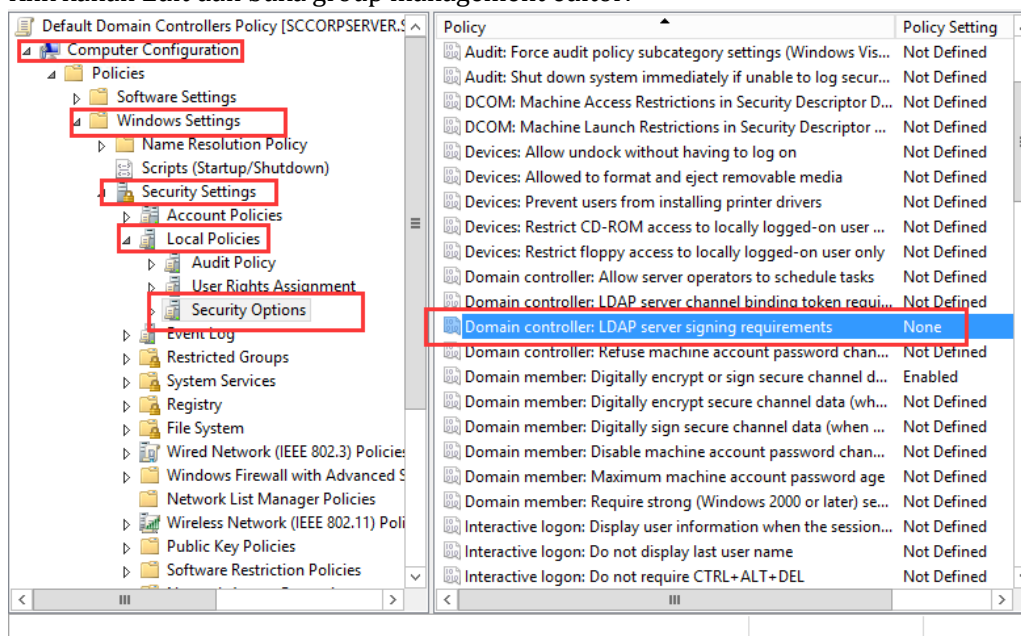 Default Domain Controllers Policy [SCCORPSERVER.S
Computer Configuration
Policies
Software Settings
Windows Settings
Name Resolution Policy
Scripts (Startup/Shutdown)
Security Settings
Account Policies
Local Policies
Audit Policy
User Rights Assignment
Security Options
Event Log
Restricted Groups
System Services
Registry
File System
Wired Network (IEEE 802.3) Policies
Windows Firewall with Advanced S
Network List Manager Policies
Wireless Network (IEEE 802.11) Poli
Public Key Policies
Software Restriction Policies
Policy Policy Setting
Audit: Force audit policy subcategory settings (Windows Vis... Not Defined
Audit: Shut down system immediately if unable to log secur... Not Defined
DCOM: Machine Access Restrictions in Security Descriptor D... Not Defined
DCOM: Machine Launch Restrictions in Security Descriptor ... Not Defined
Devices: Allow undock without having to log on Not Defined
Devices: Allowed to format and eject removable media Not Defined
Devices: Prevent users from installing printer drivers Not Defined
Devices: Restrict CD-ROM access to locally logged-on user ... Not Defined
Devices: Restrict floppy access to locally logged-on user only Not Defined
Domain controller: Allow server operators to schedule tasks Not Defined
Domain controller: LDAP server channel binding token requi... Not Defined
Domain controller: LDAP server signing requirements None
Domain controller: Refuse machine account password chan... Not Defined
Domain member: Digitally encrypt or sign secure channel d... Enabled
Domain member: Digitally encrypt secure channel data (wh... Not Defined
Domain member: Digitally sign secure channel data (when ... Not Defined
Domain member: Disable machine account password chan... Not Defined
Domain member: Maximum machine account password age Not Defined
Domain member: Require strong (Windows 2000 or later) se... Not Defined
Interactive logon: Display user information when the session... Not Defined
Interactive logon: Do not display last user name Not Defined
Interactive logon: Do not require CTRL+ALT+DEL Not Defined